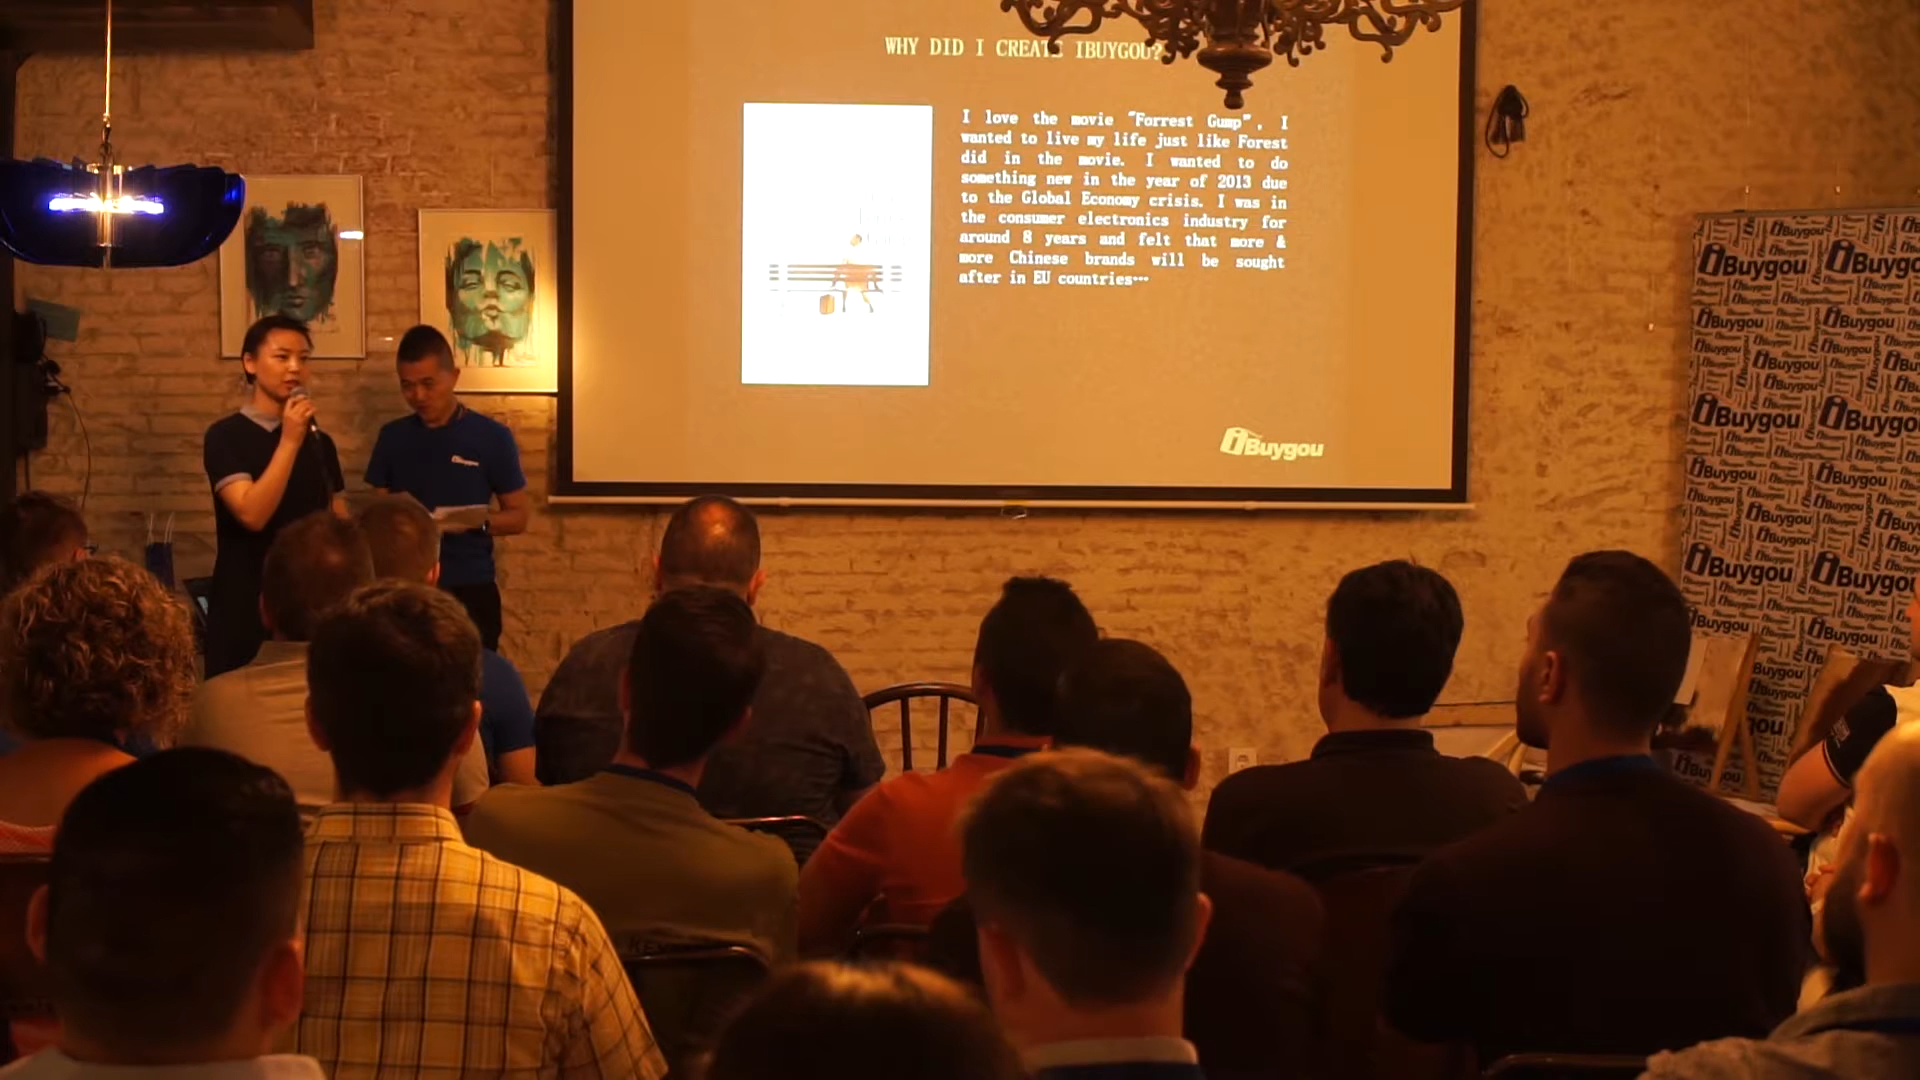 WHY DID I CREATE IBUYGOU?
I love the movie "Forrest Gump", I
wanted to live my life just like Forest
did in the movie. I wanted to do
something new in the year of 2013 due
to the Global Economy crisis. I was in
the consumer electronics industry for
around 8 years and felt that more &
more Chinese brands will be sought
after in EU countries…
iBuygou
iBuygou
iBuygou
iBuygou
iBuygou
iBuygou
iBuygou
iBuygou
iBuygou
iBuygou